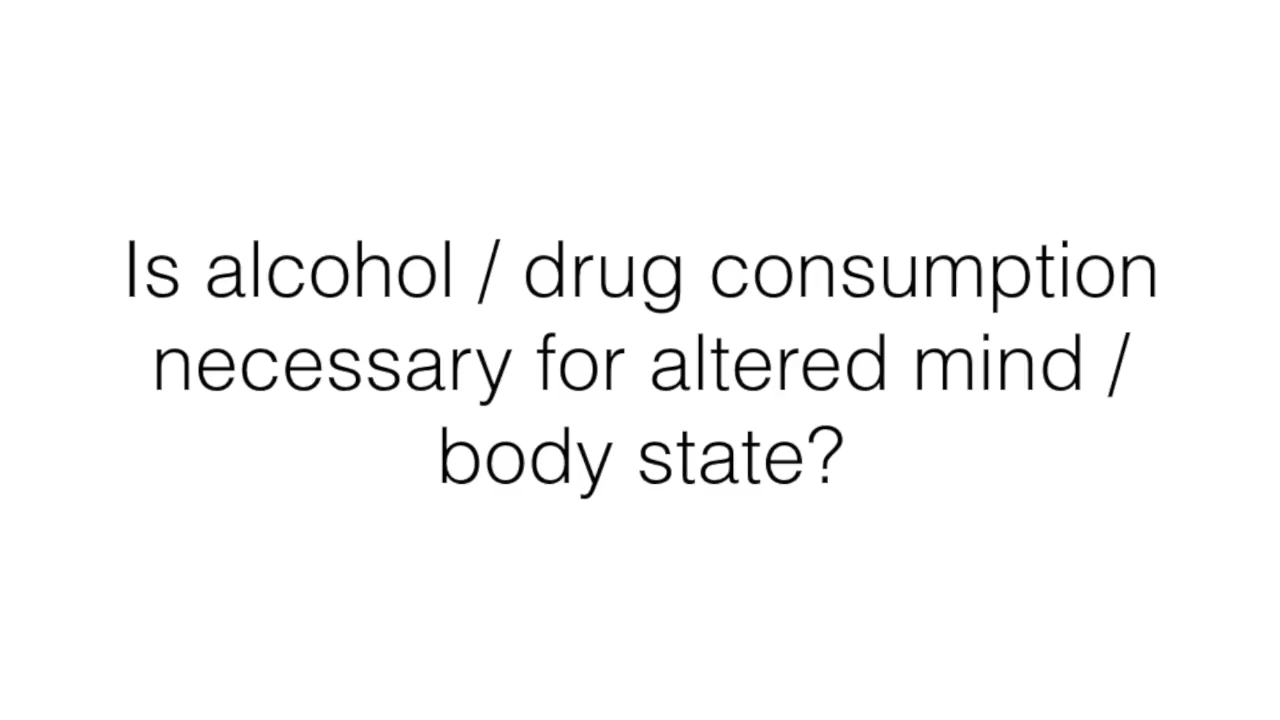 Is alcohol / drug consumption
necessary for altered mind /
body state?